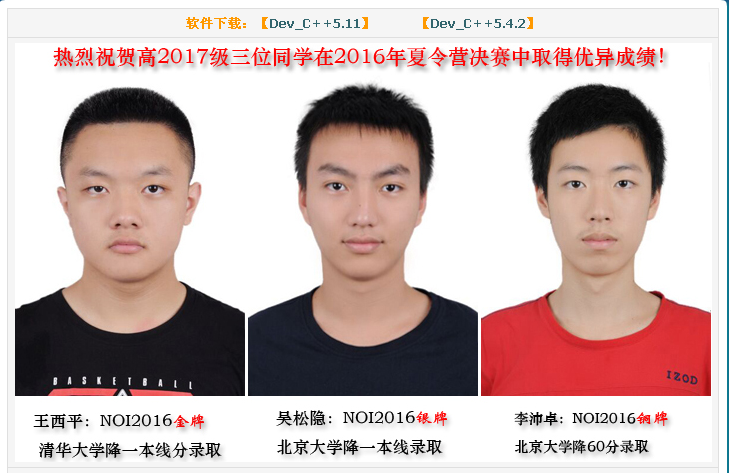 软件下载：【Dev_C++5.11】 【Dev_C++5.4.2】
热烈祝贺高2017级三位同学在2016年夏令营决赛中取得优异成绩！
BASKETBALL
IZOD
王西平：NOI2016金牌
清华大学降一本线分录取
吴松隐：NOI2016银牌
北京大学降一本线录取
李沛卓：NOI2016铜牌
北京大学降60分录取